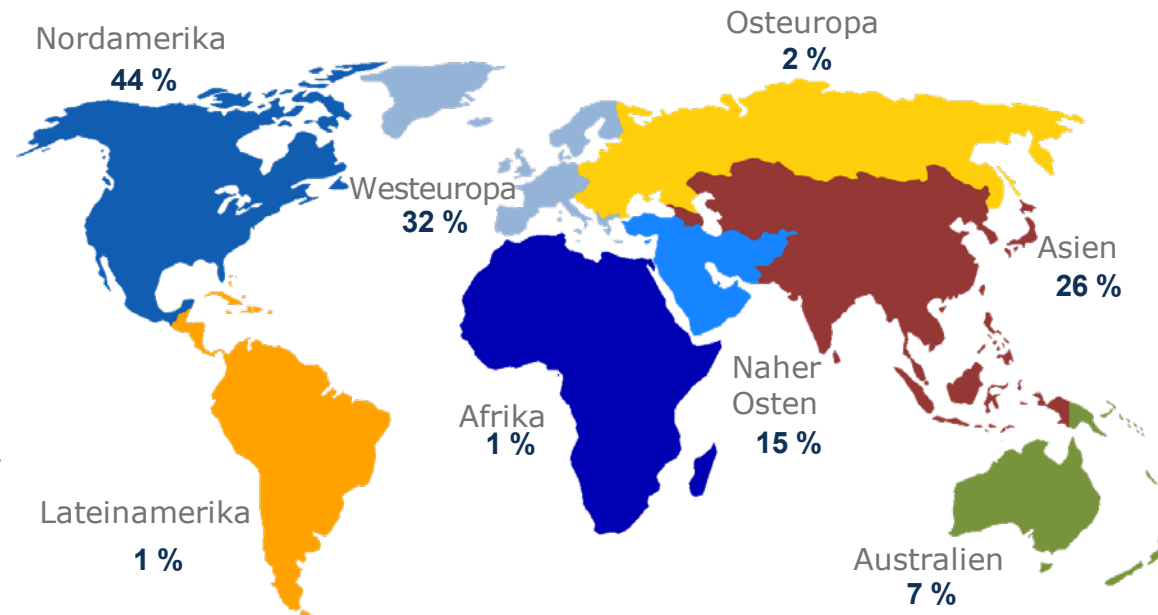 Nordamerika
44 %
Osteuropa
2 %
Westeuropa
32 %
Asien
26 %
Naher
Osten
15 %
Afrika
1 %
Lateinamerika
1 %
Australien
7 %